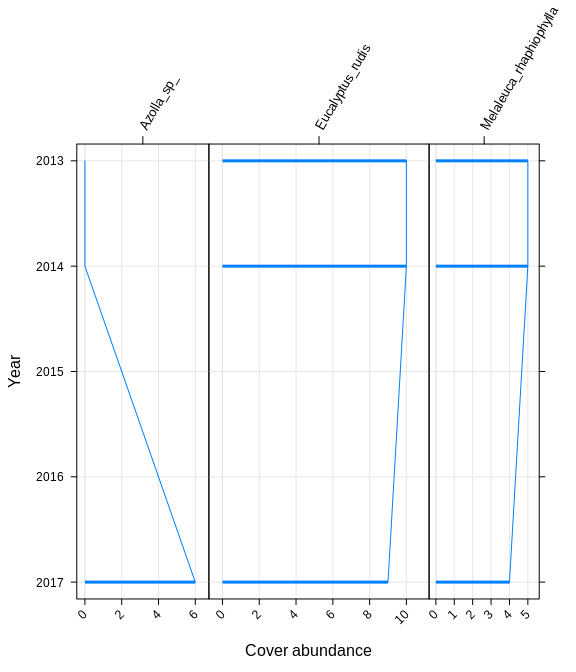 Azolla_sp_
Eucalyptus_rudis
Melaleuca_rhaphiophylla
2013
2014
2015
2016
2017
Year
0 2 4 6 0 2 4 6 8 10 0 1 2 3 4 5
Cover abundance